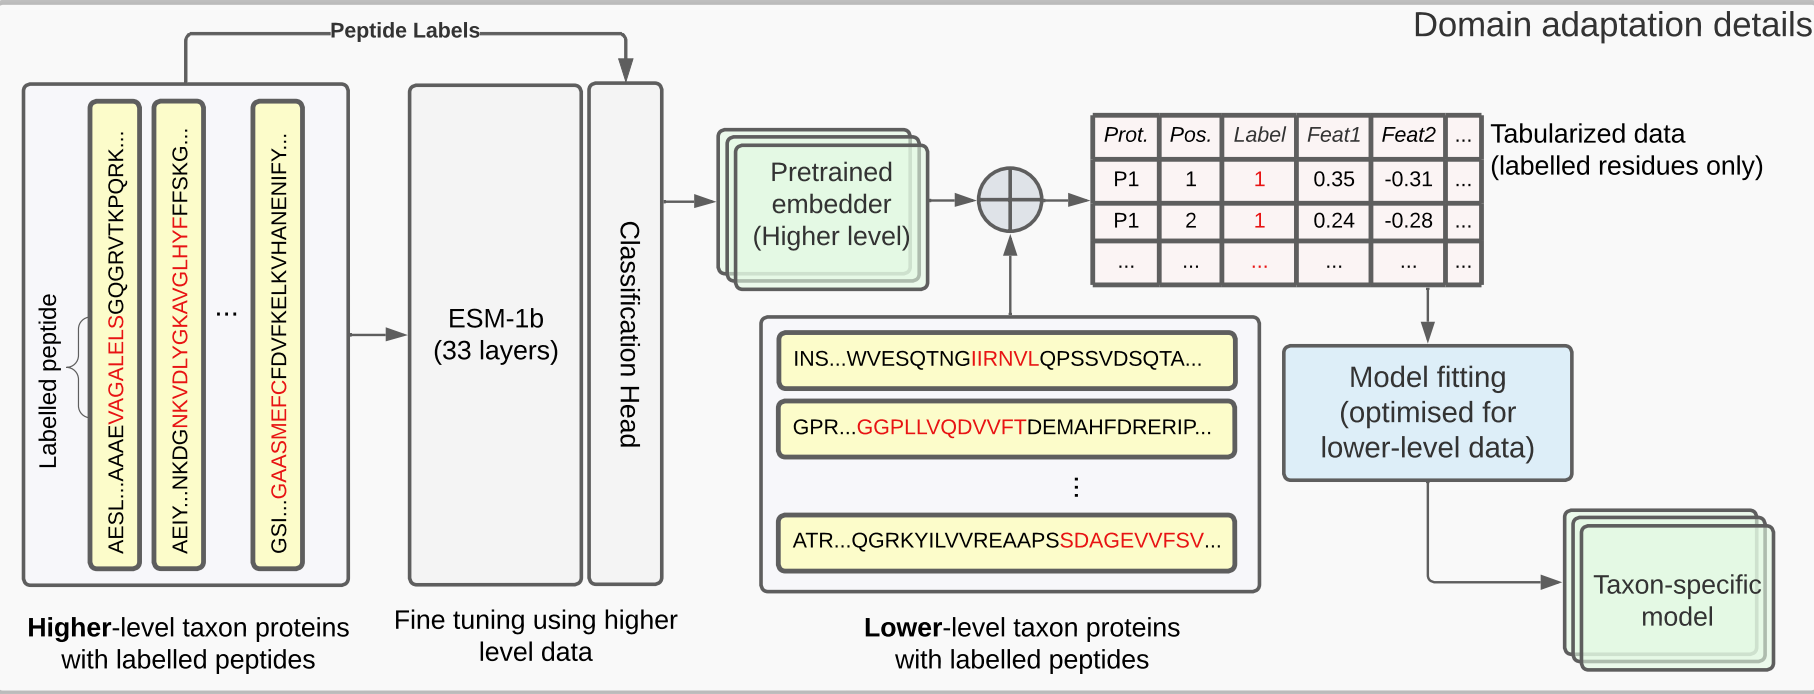 Domain adaptation details
Peptide Labels
Labelled peptide
AESL...AAAEVAGALELSGQGRVTKPQRK...
AEIY...NKDGNKVDLYGKAVGLHYFFFSKG...
...
GSI...GAASMEFCFDVFKELKVHANENIFY...
Higher-level taxon proteins
with labelled peptides
ESM-1b
(33 layers)
Classification Head
Fine tuning using higher
level data
Pretrained
embedder
(Higher level)
INS...WVESQTNGIIRNVLQPSSVDSQTA...
GPR...GGPLLVQDVVFTDEMAHFDRERIP...
...
ATR...QGRKYILVVREAAPSSDAGEVVFSV...
Lower-level taxon proteins
with labelled peptides
Prot. Pos. Label Feat1 Feat2 ...
P1 1 1 0.35 -0.31 ...
P1 2 1 0.24 -0.28 ...
... ... ... ... ... ...
Tabularized data
(labelled residues only)
Model fitting
(optimised for
lower-level data)
Taxon-specific
model